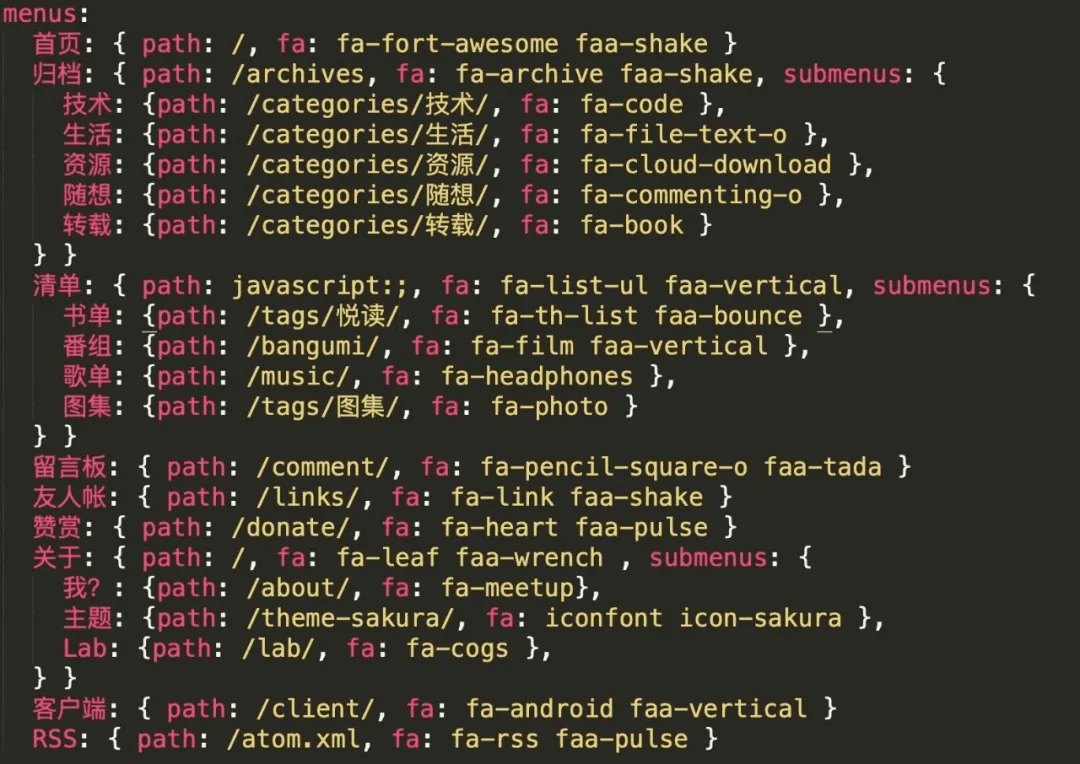 menus:
  首页: { path: /, fa: fa-fort-awesome faa-shake }
  归档: { path: /archives, fa: fa-archive faa-shake, submenus: {
    技术: {path: /categories/技术/, fa: fa-code },
    生活: {path: /categories/生活/, fa: fa-file-text-o },
    资源: {path: /categories/资源/, fa: fa-cloud-download },
    随想: {path: /categories/随想/, fa: fa-commenting-o },
    转载: {path: /categories/转载/, fa: fa-book }
  } }
  清单: { path: javascript:;, fa: fa-list-ul faa-vertical, submenus: {
    书单: {path: /tags/悦读/, fa: fa-th-list faa-bounce },
    番组: {path: /bangumi/, fa: fa-film faa-vertical },
    歌单: {path: /music/, fa: fa-headphones },
    图集: {path: /tags/图集/, fa: fa-photo }
  } }
  留言板: { path: /comment/, fa: fa-pencil-square-o faa-tada }
  友人帐: { path: /links/, fa: fa-link faa-shake }
  赞赏: { path: /donate/, fa: fa-heart faa-pulse }
  关于: { path: /, fa: fa-leaf faa-wrench , submenus: {
    我？: {path: /about/, fa: fa-meetup},
    主题: {path: /theme-sakura/, fa: iconfont icon-sakura },
    Lab: {path: /lab/, fa: fa-cogs },
  } }
  客户端: { path: /client/, fa: fa-android faa-vertical }
  RSS: { path: /atom.xml, fa: fa-rss faa-pulse }